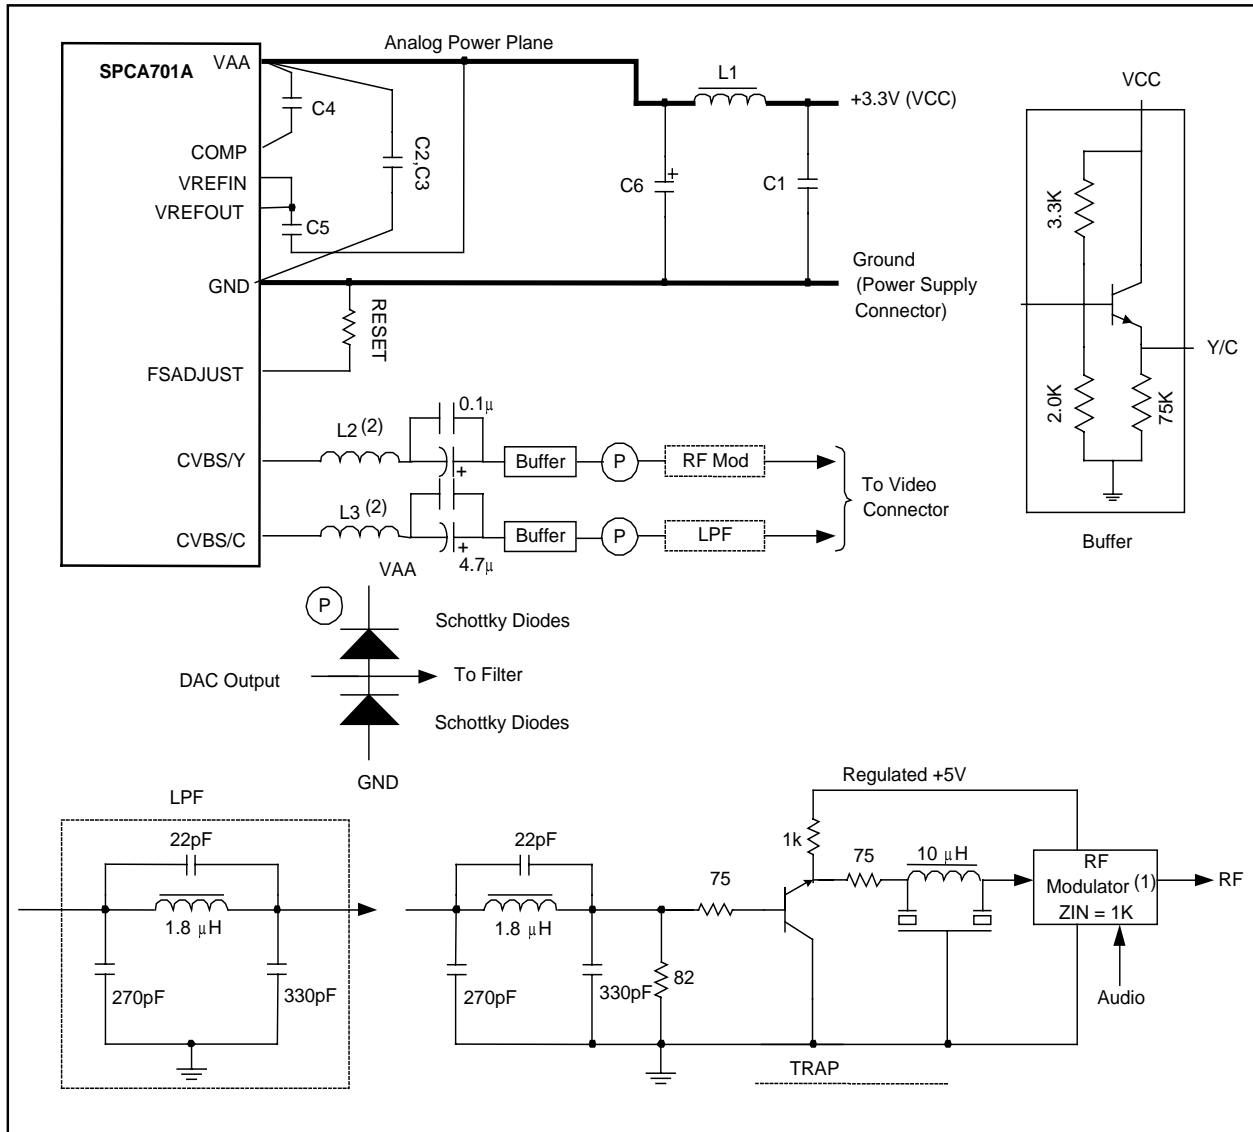 Analog Power Plane
SPCA701A
VAA
L1
VCC
+3.3V (VCC)
C4
COMP
C2,C3
VREFIN
C6
+
C1
VREFOUT
C5
3.3K
GND
Ground
(Power Supply
Connector)
RESET
Y/C
FSADJUST
2.0K
75K
0.1μ
L2 (2)
CVBS/Y
+
Buffer
P
RF Mod
To Video
Connector
L3 (2)
CVBS/C
+
4.7μ
Buffer
P
LPF
Buffer
VAA
P
Schottky Diodes
DAC Output
To Filter
Schottky Diodes
GND
Regulated +5V
LPF
22pF
22pF
1k
75
75
10 μH
RF
Modulator (1)
ZIN = 1K
RF
1.8 μH
1.8 μH
270pF
330pF
270pF
330pF
82
Audio
TRAP